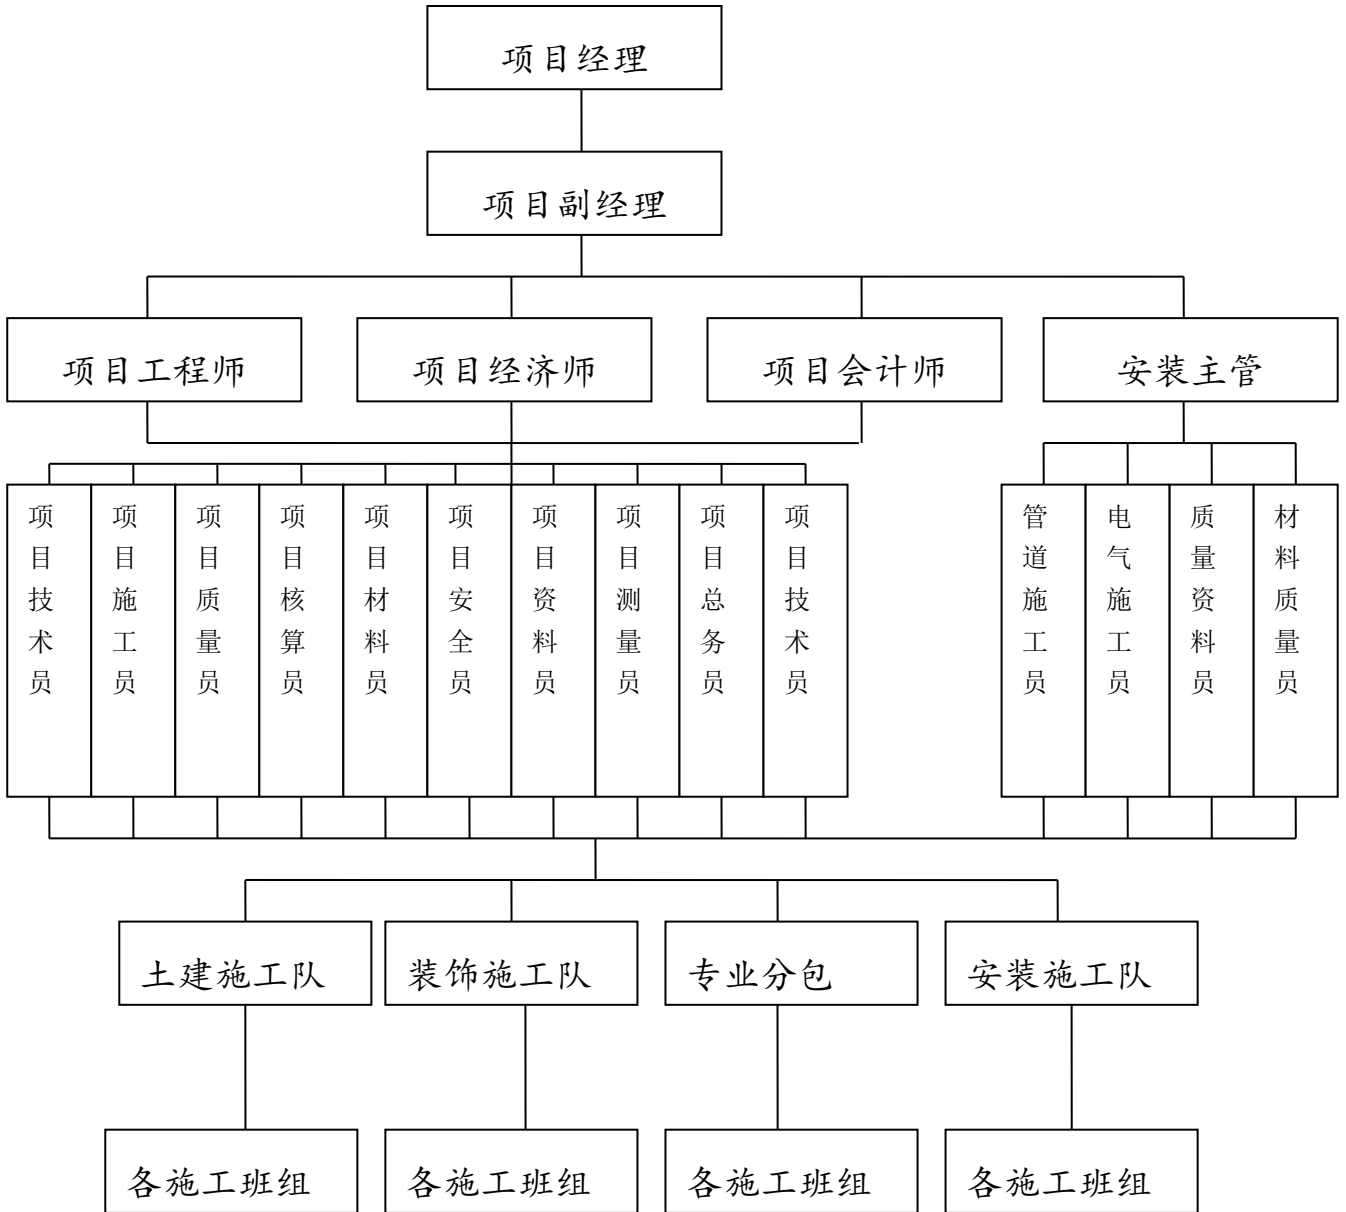 项目经理
项目副经理
项目工程师
项目经济师
项目会计师
安装主管
项目技术员
项目施工员
项目质量员
项目核算员
项目材料员
项目安全员
项目资料员
项目测量员
项目总务员
项目技术员
管道施工员
电气施工员
质量资料员
材料质量员
土建施工队
装饰施工队
专业分包
安装施工队
各施工班组
各施工班组
各施工班组
各施工班组